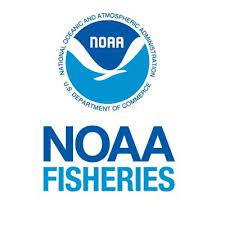 NATIONAL OCEANIC AND ATMOSPHERIC ADMINISTRATION
NOAA
U.S. DEPARTMENT OF COMMERCE
NOAA
FISHERIES